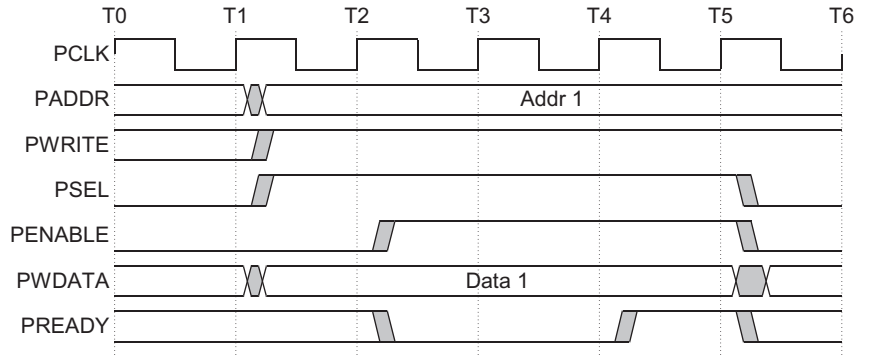 T0 T1 T2 T3 T4 T5 T6
PCLK
PADDR Addr 1
PWRITE
PSEL
PENABLE
PWDATA Data 1
PREADY